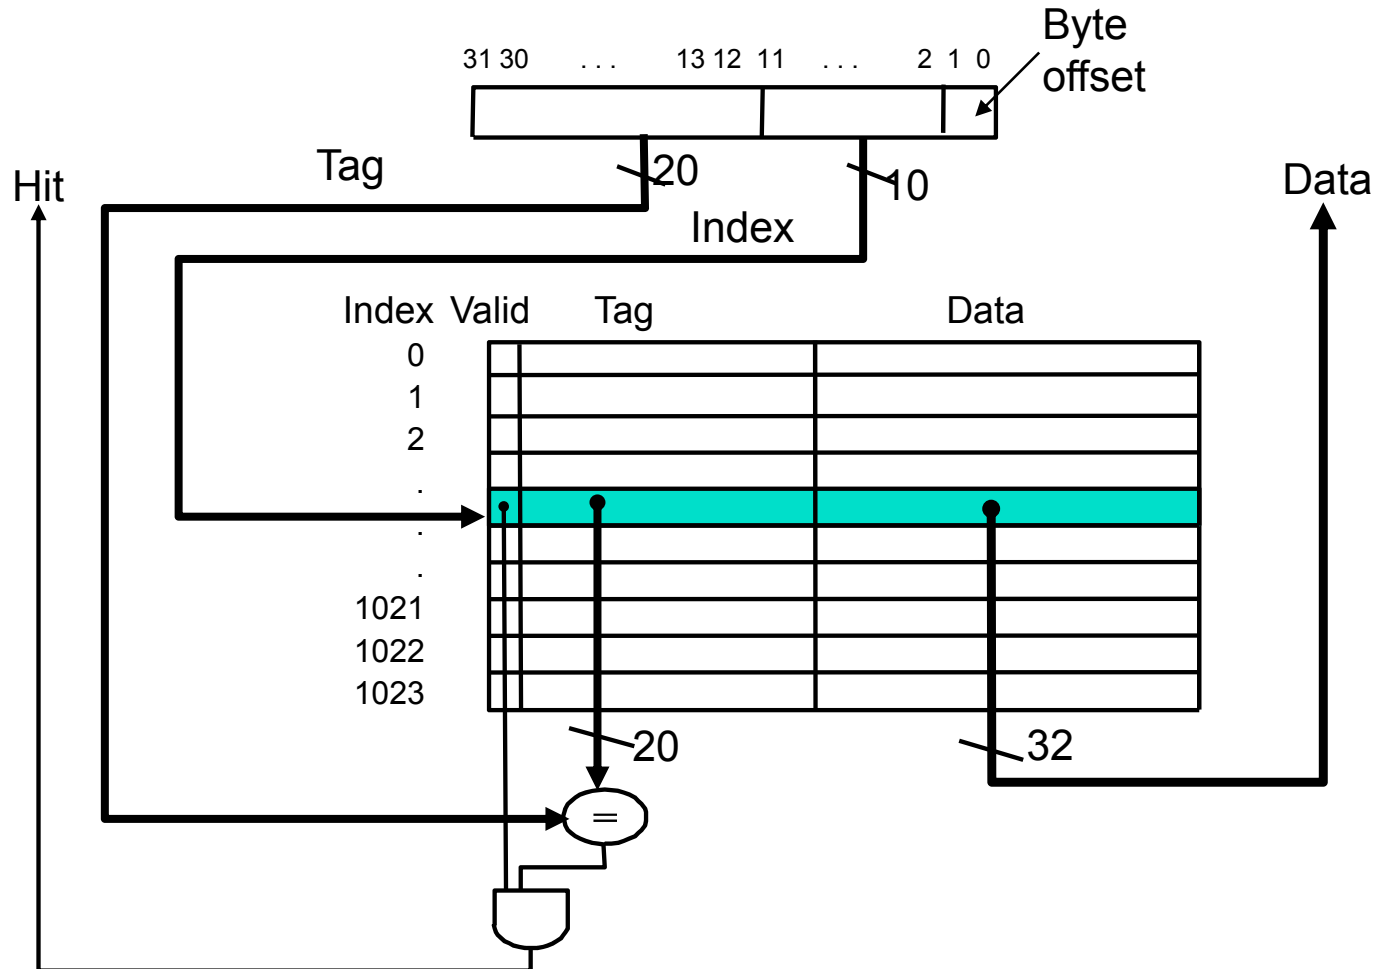 Byte
offset
31 30 . . . 13 12 11 . . . 2 1 0
Tag
20
10
Hit
Data
Index
Index Valid Tag Data
0
1
2
.
.
.
1021
1022
1023
20
32
=